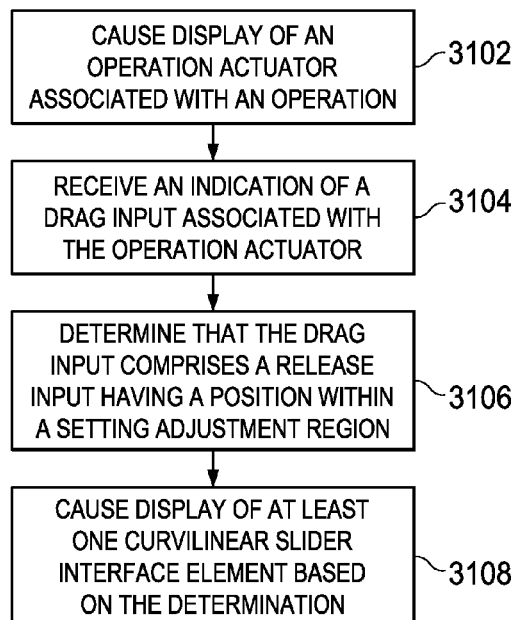 CAUSE DISPLAY OF AN
OPERATION ACTUATOR
ASSOCIATED WITH AN OPERATION
3102
RECEIVE AN INDICATION OF A
DRAG INPUT ASSOCIATED WITH
THE OPERATION ACTUATOR
3104
DETERMINE THAT THE DRAG
INPUT COMPRISES A RELEASE
INPUT HAVING A POSITION WITHIN
A SETTING ADJUSTMENT REGION
3106
CAUSE DISPLAY OF AT LEAST
ONE CURVILINEAR SLIDER
INTERFACE ELEMENT BASED
ON THE DETERMINATION
3108